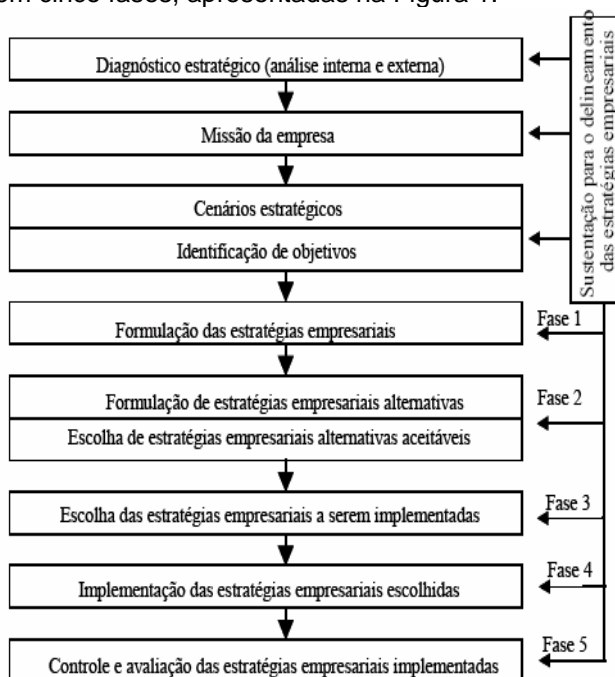 em cinco fases, apresentadas na Figura 1.
Diagnóstico estratégico (análise interna e externa)
Missão da empresa
Cenários estratégicos
Identificação de objetivos
Sustentação para o delineamento
das estratégias empresariais
Formulação das estratégias empresariais
Fase 1
Formulação de estratégias empresariais alternativas
Escolha de estratégias empresariais alternativas aceitáveis
Fase 2
Escolha das estratégias empresariais a serem implementadas
Fase 3
Implementação das estratégias empresariais escolhidas
Fase 4
Controle e avaliação das estratégias empresariais implementadas
Fase 5